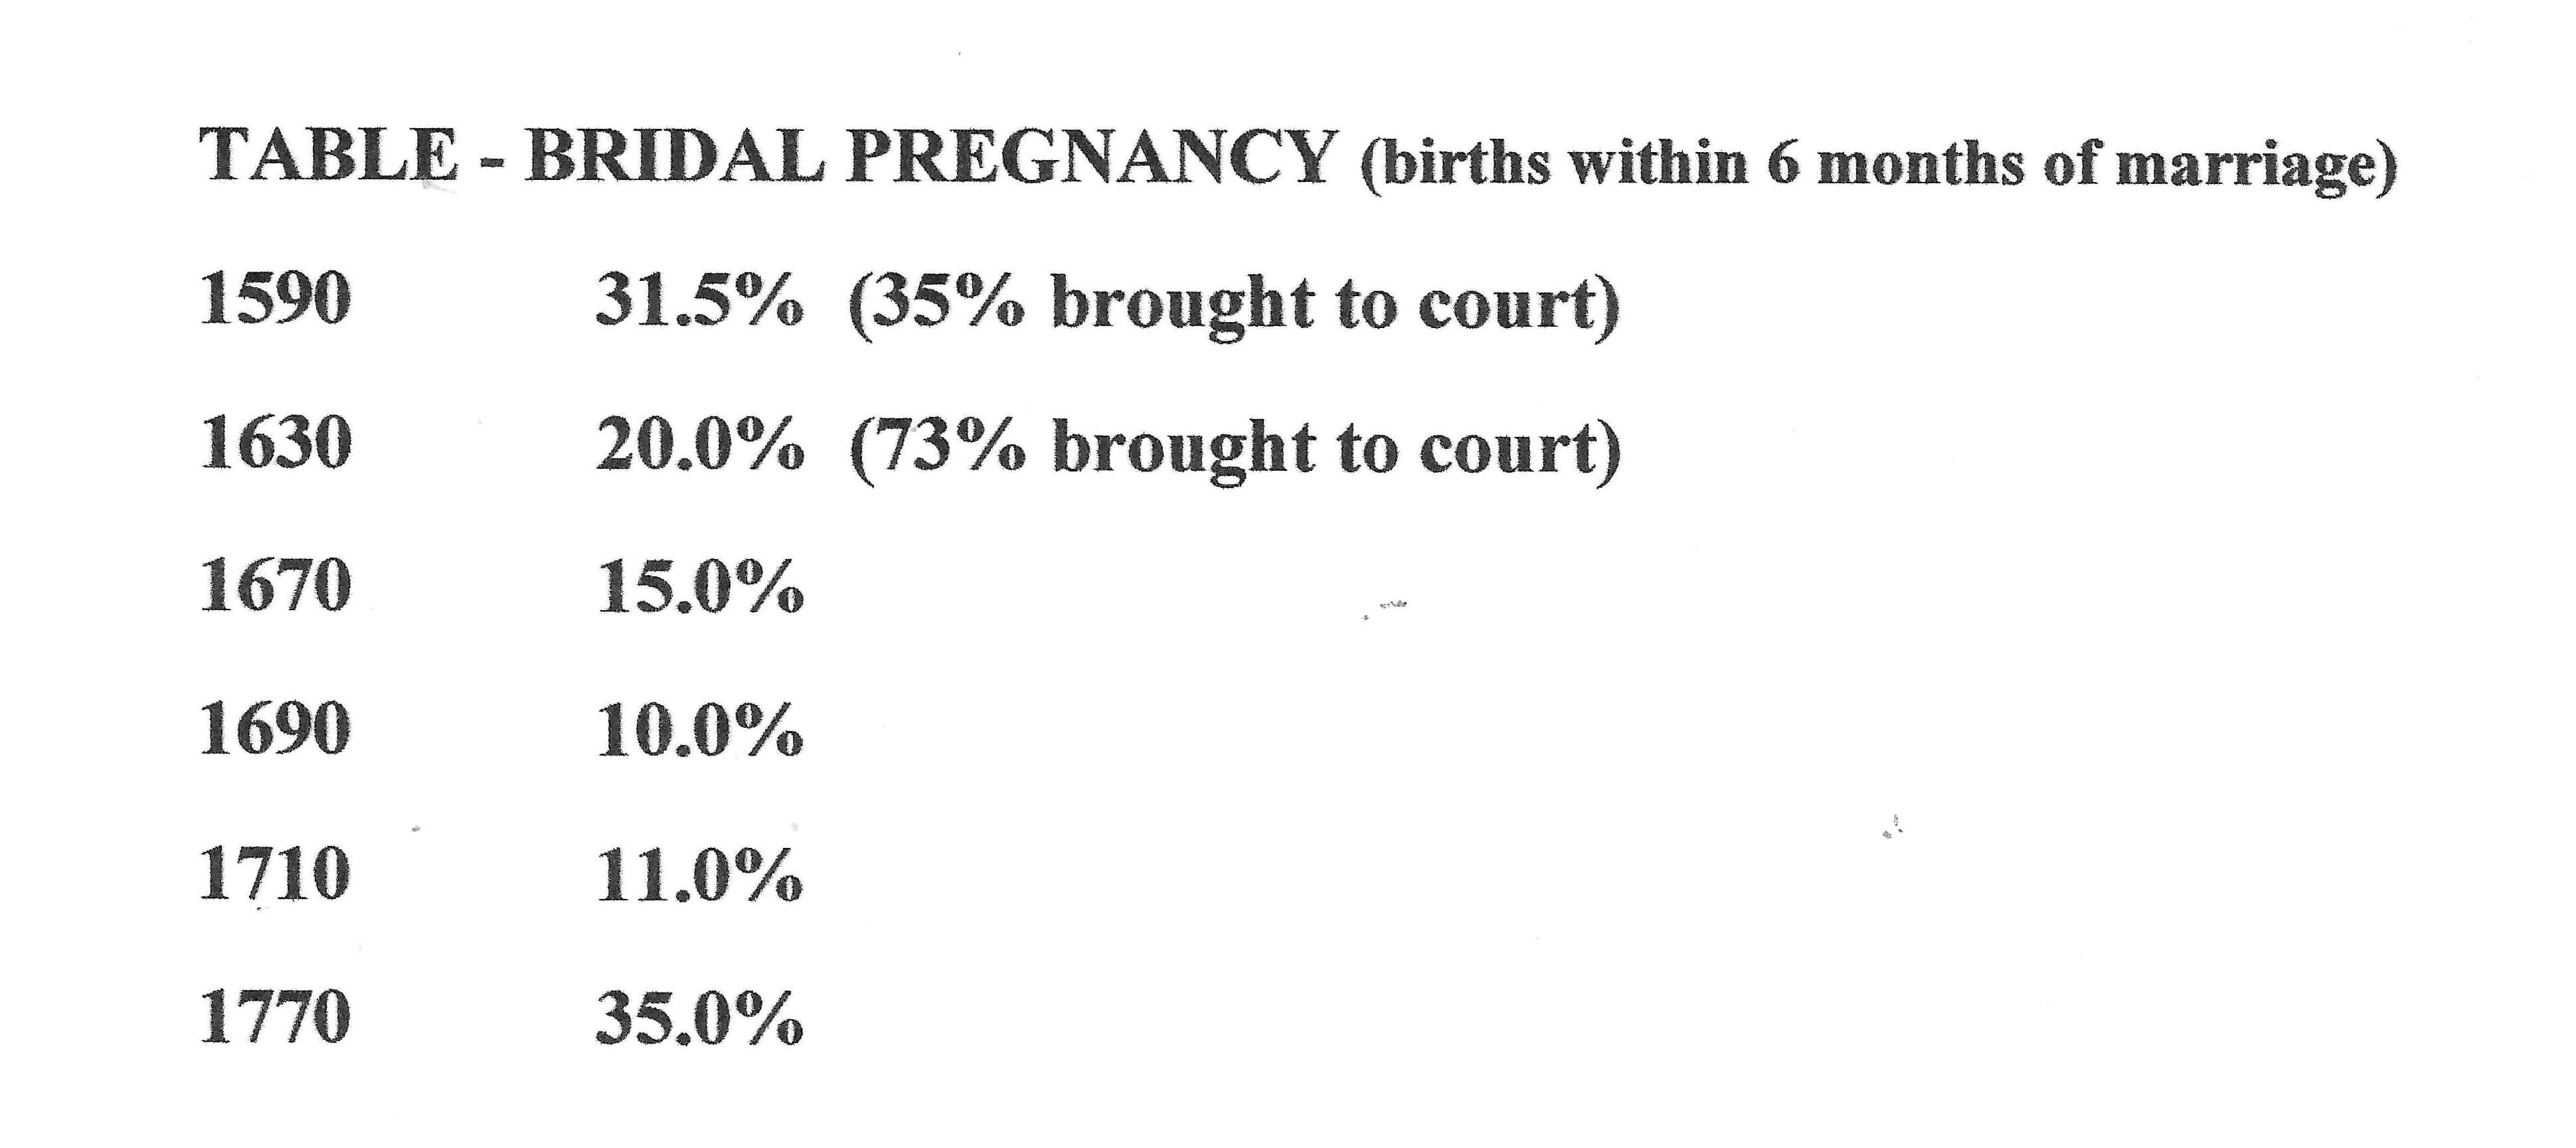 TABLE - BRIDAL PREGNANCY (births within 6 months of marriage)
1590 31.5% (35% brought to court)
1630 20.0% (73% brought to court)
1670 15.0%
1690 10.0%
1710 11.0%
1770 35.0%